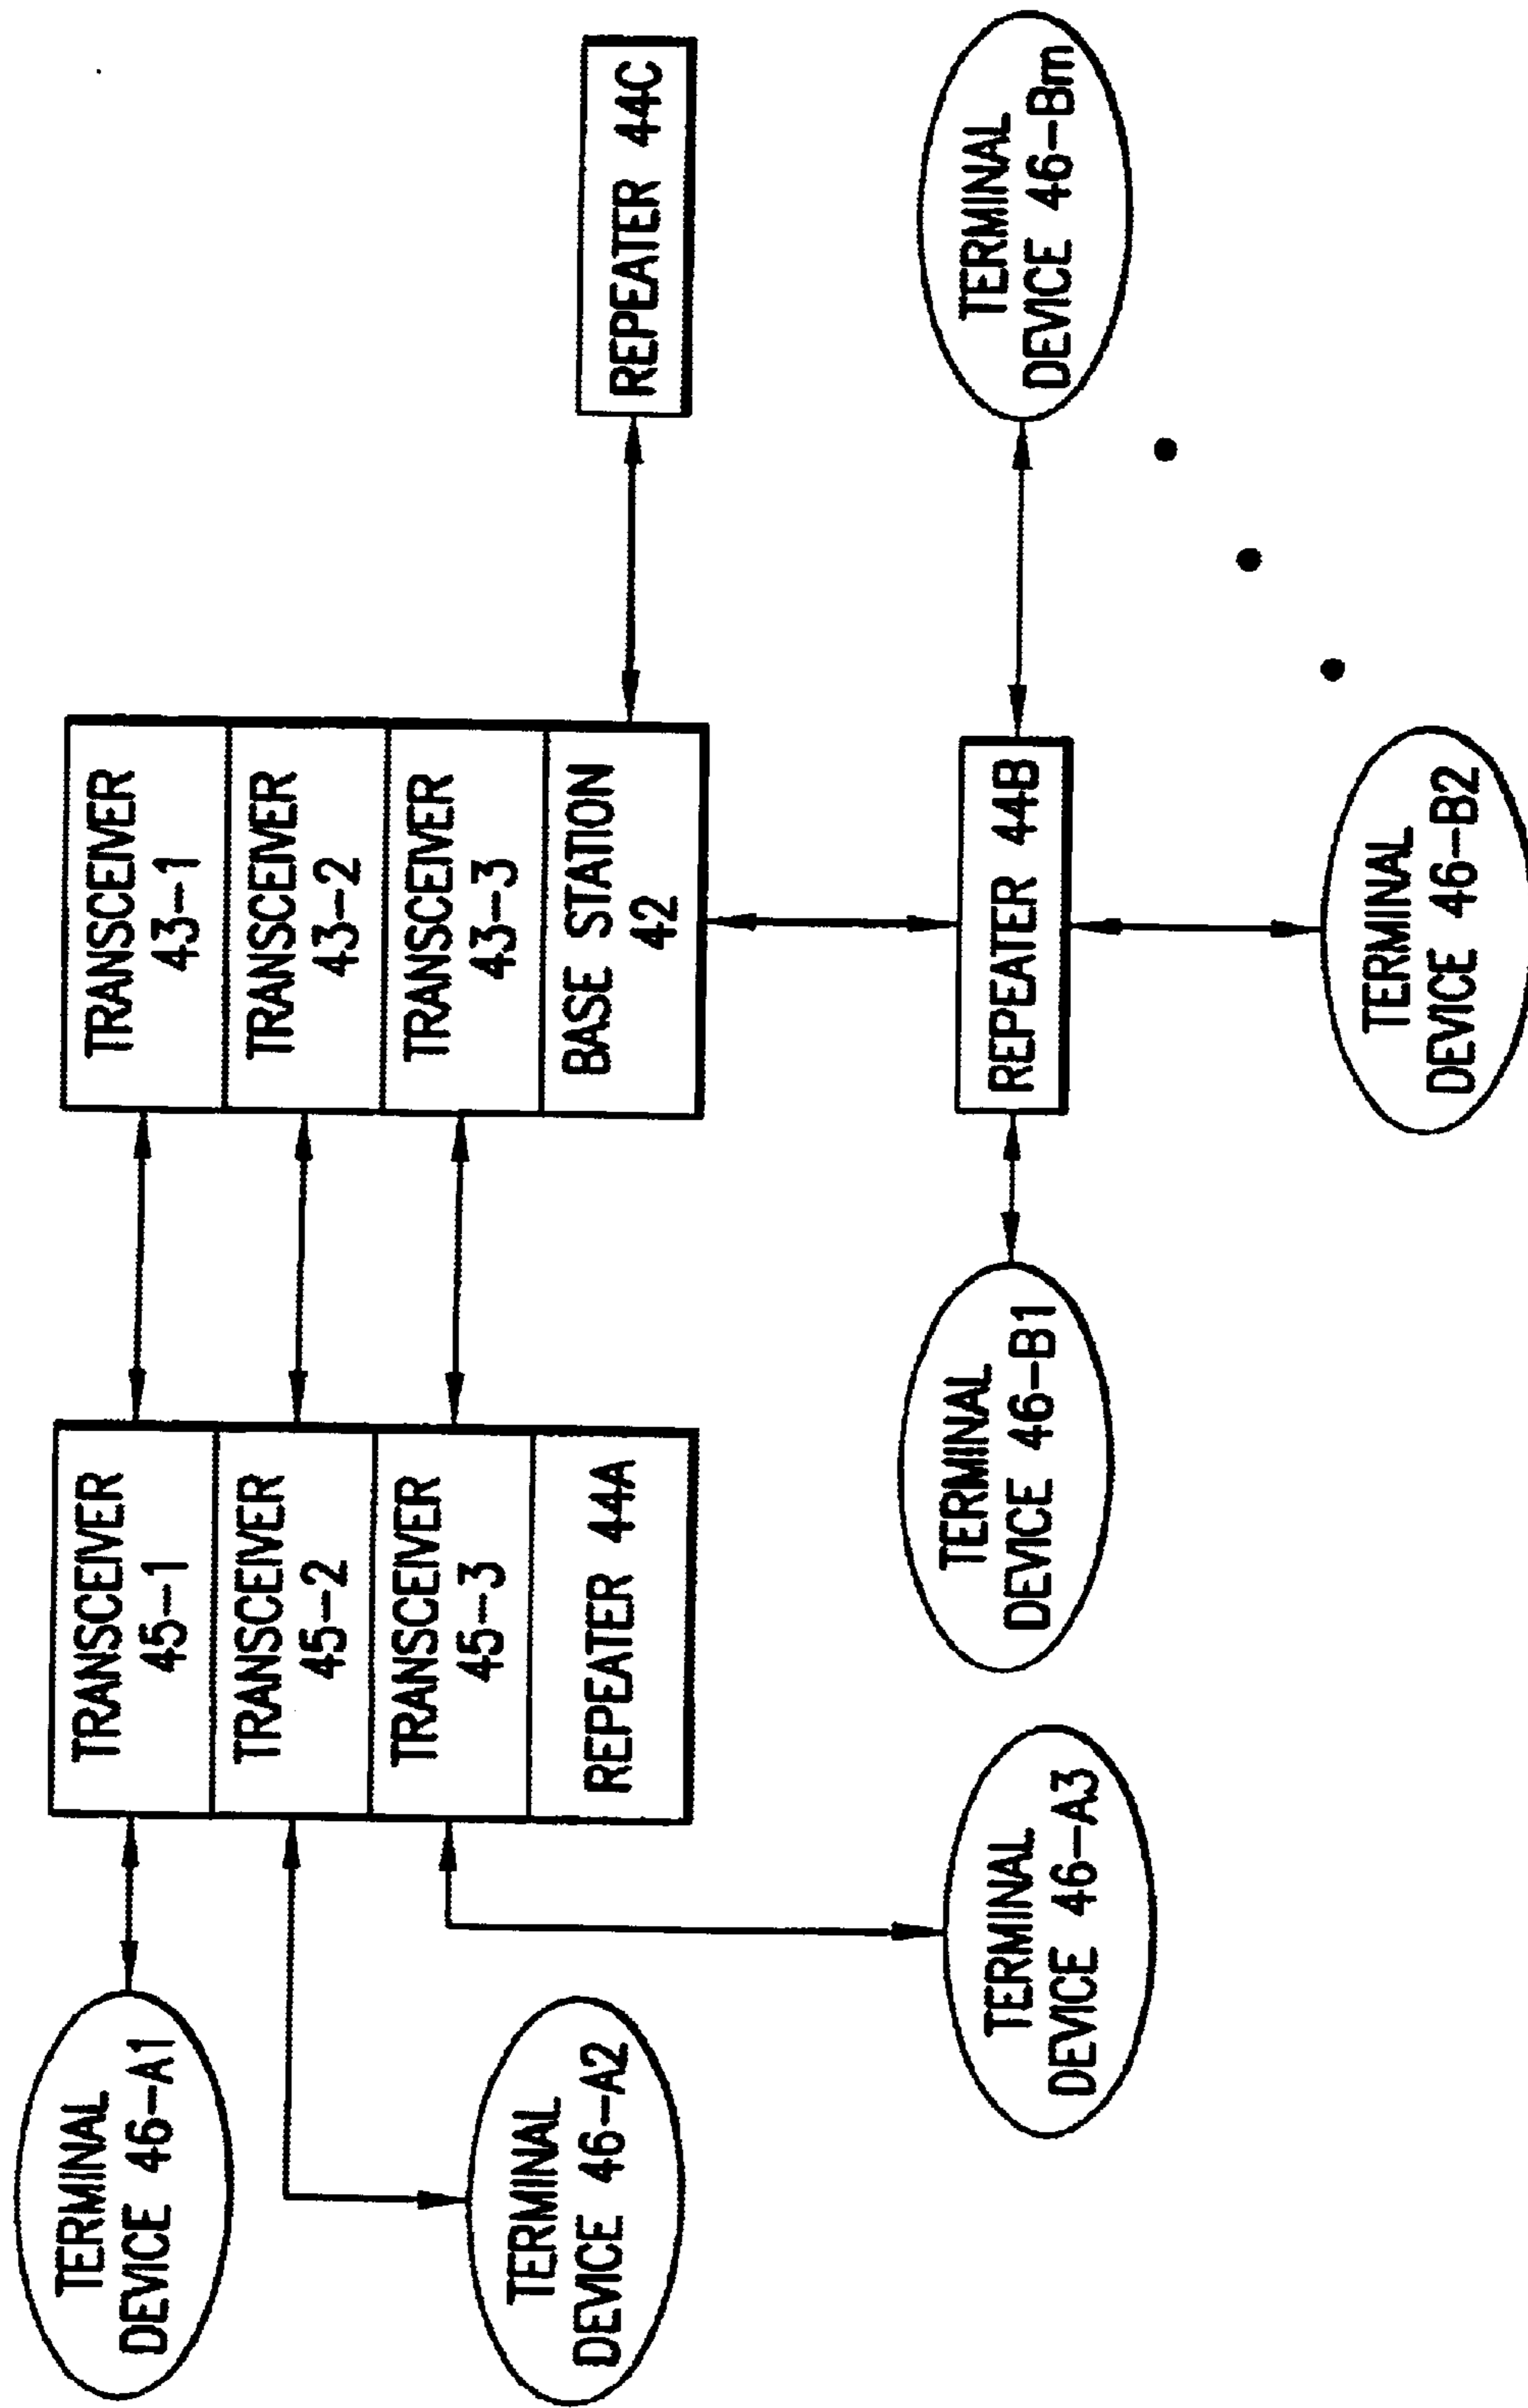 TERMINAL
DEVICE 46-A1
TRANSCEIVER
45-1
TRANSCEIVER
43-1
TRANSCEIVER
45-2
TRANSCEIVER
43-2
TRANSCEIVER
45-3
TRANSCEIVER
43-3
TERMINAL
DEVICE 46-A2
REPEATER 44A
BASE STATION
42
REPEATER 44C
TERMINAL
DEVICE 46-A3
TERMINAL
DEVICE 46-B1
REPEATER 44B
TERMINAL
DEVICE 46-Bm
TERMINAL
DEVICE 46-B2